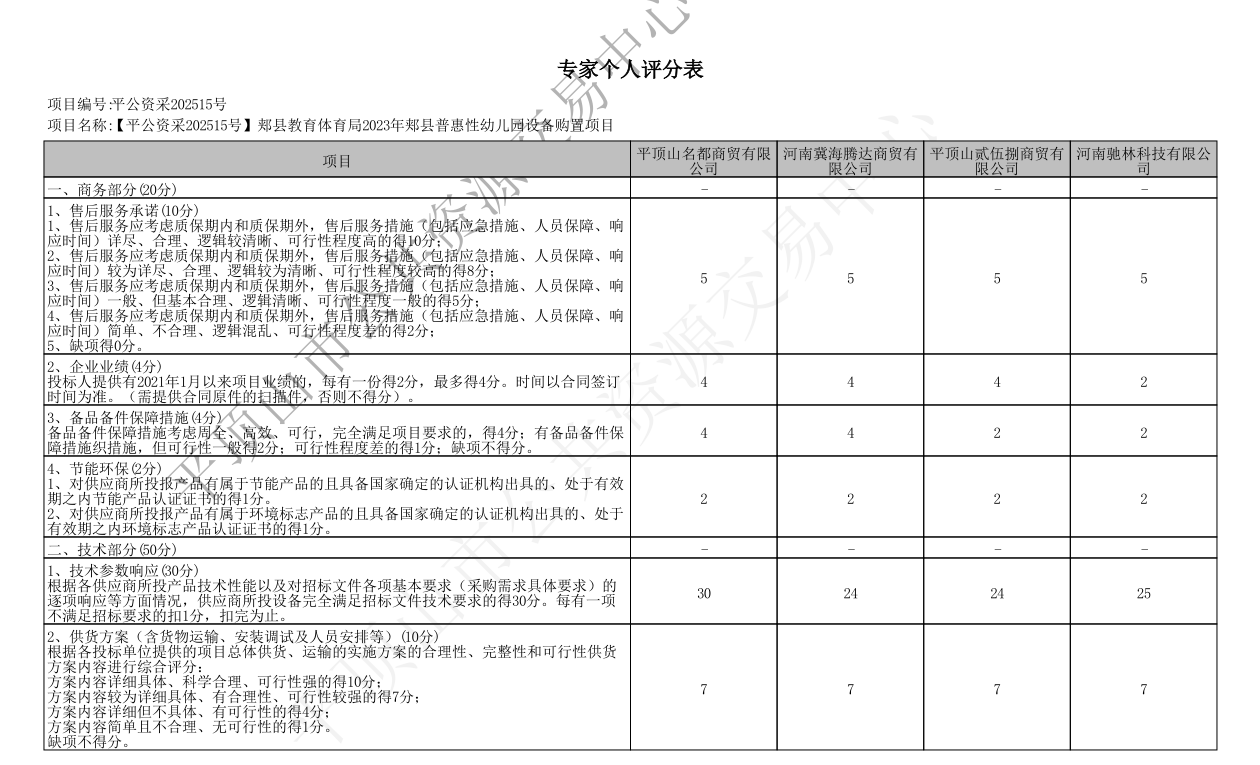 专家个人评分表
项目编号:平公资采202515号
项目名称:【平公资采202515号】郏县教育体育局2023年郏县普惠性幼儿园设备购置项目
项目
平顶山名都商贸有限
公司
河南冀海腾达商贸有
限公司
平顶山贰伍捌商贸有
限公司
河南驰林科技有限公
司
一、商务部分(20分)
－
－
－
－
1、售后服务承诺(10分)
1、售后服务应考虑质保期内和质保期外，售后服务措施（包括应急措施、人员保障、响
应时间）详尽、合理、逻辑较清晰、可行性程度高的得10分;
2、售后服务应考虑质保期内和质保期外，售后服务措施（包括应急措施、人员保障、响
应时间）较为详尽、合理、逻辑较为清晰、可行性程度较高的得8分;
3、售后服务应考虑质保期内和质保期外，售后服务措施（包括应急措施、人员保障、响
应时间）一般、但基本合理、逻辑清晰、可行性程度一般的得5分;
4、售后服务应考虑质保期内和质保期外，售后服务措施（包括应急措施、人员保障、响
应时间）简单、不合理、逻辑混乱、可行性程度差的得2分;
5、缺项得0分。
5
5
5
5
2、企业业绩(4分)
投标人提供有2021年1月以来项目业绩的，每有一份得2分，最多得4分。时间以合同签订
时间为准。（需提供合同原件的扫描件，否则不得分）。
4
4
4
2
3、备品备件保障措施(4分)
备品备件保障措施考虑周全、高效、可行，完全满足项目要求的，得4分; 有备品备件保
障措施织措施，但可行性一般得2分; 可行性程度差的得1分; 缺项不得分。
4
4
2
2
4、节能环保(2分)
1、对供应商所投报产品有属于节能产品的且具备国家确定的认证机构出具的、处于有效
期之内节能产品认证证书的得1分。
2、对供应商所投报产品有属于环境标志产品的且具备国家确定的认证机构出具的、处于
有效期之内环境标志产品认证证书的得1分。
2
2
2
2
二、技术部分(50分)
－
－
－
－
1、技术参数响应(30分)
根据各供应商所投产品技术性能以及对招标文件各项基本要求（采购需求具体要求）的
逐项响应等方面情况，供应商所投设备完全满足招标文件技术要求的得30分。每有一项
不满足招标要求的扣1分，扣完为止。
30
24
24
25
2、供货方案（含货物运输、安装调试及人员安排等）(10分)
根据各投标单位提供的项目总体供货、运输的实施方案的合理性、完整性和可行性供货
方案内容进行综合评分:
方案内容详细具体、科学合理、可行性强的得10分;
方案内容较为详细具体、有合理性、可行性较强的得7分;
方案内容详细但不具体、有可行性的得4分;
方案内容简单且不合理、无可行性的得1分。
缺项不得分。
7
7
7
7
平顶山市公共资源交易中心
平顶山市公共资源交易中心